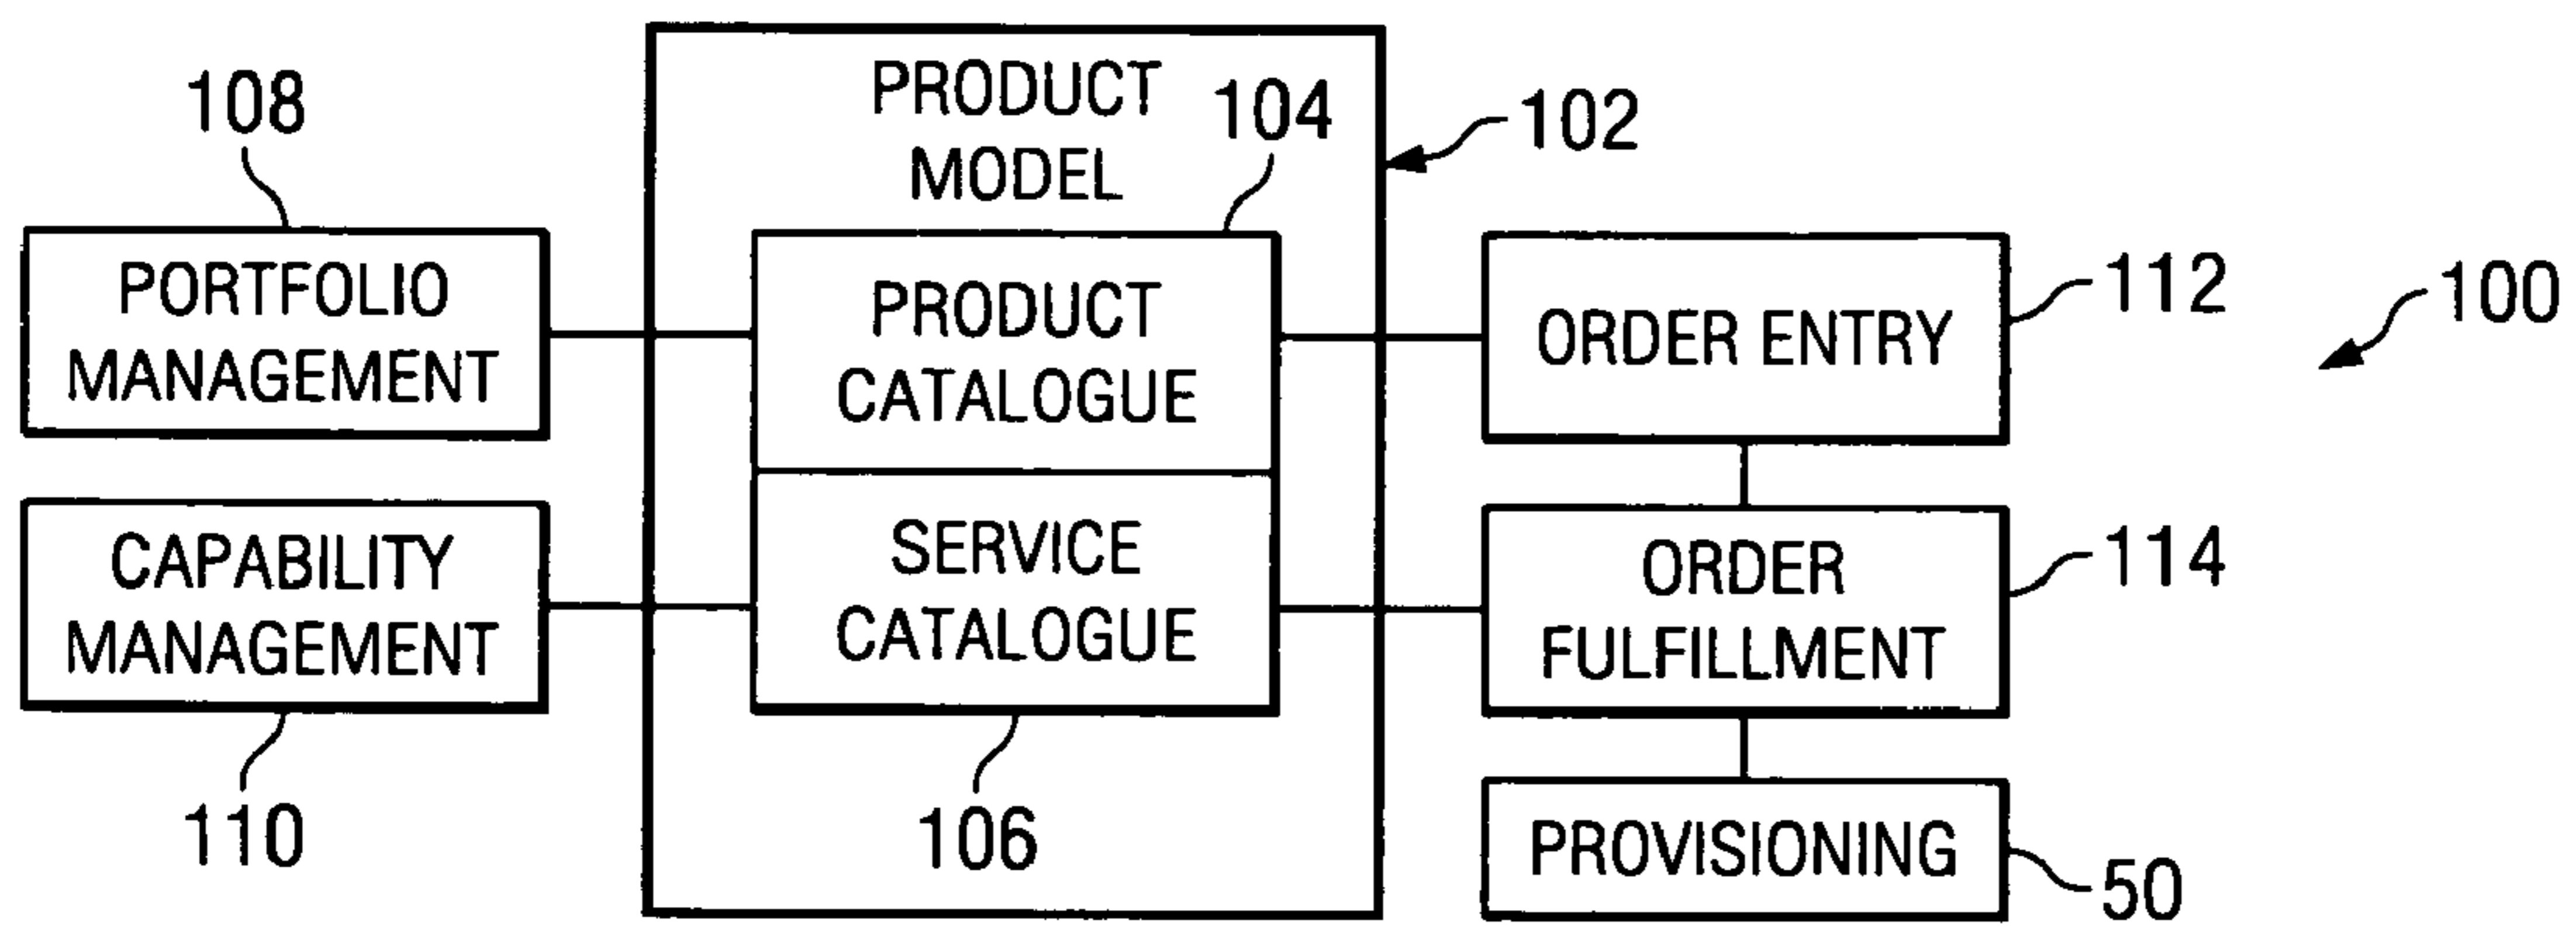 108
PRODUCT
MODEL
104
102
PORTFOLIO
MANAGEMENT
PRODUCT
CATALOGUE
ORDER ENTRY
112
100
CAPABILITY
MANAGEMENT
SERVICE
CATALOGUE
ORDER
FULFILLMENT
114
110
106
PROVISIONING
50